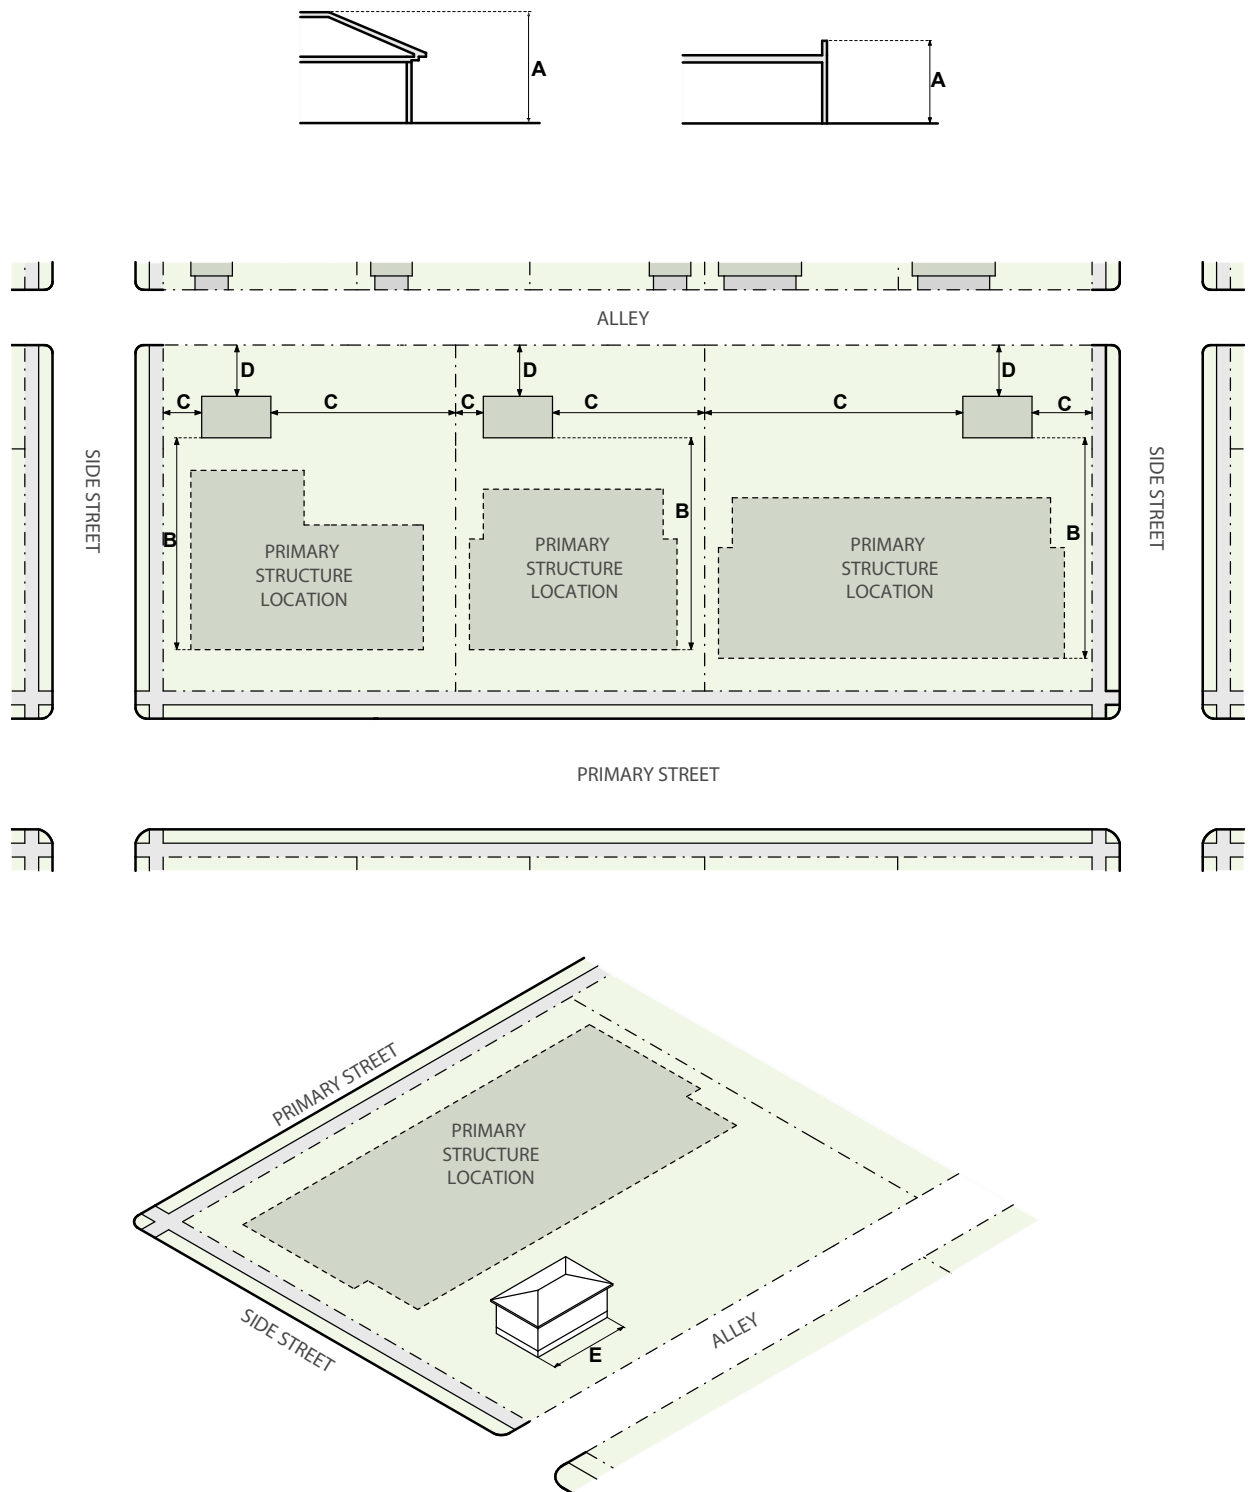 A
A
ALLEY
D
D
D
C
C
C
C
C
C
SIDE STREET
SIDE STREET
B
B
B
PRIMARY
STRUCTURE
LOCATION
PRIMARY
STRUCTURE
LOCATION
PRIMARY
STRUCTURE
LOCATION
PRIMARY STREET
PRIMARY STREET
PRIMARY
STRUCTURE
LOCATION
SIDE STREET
ALLEY
E